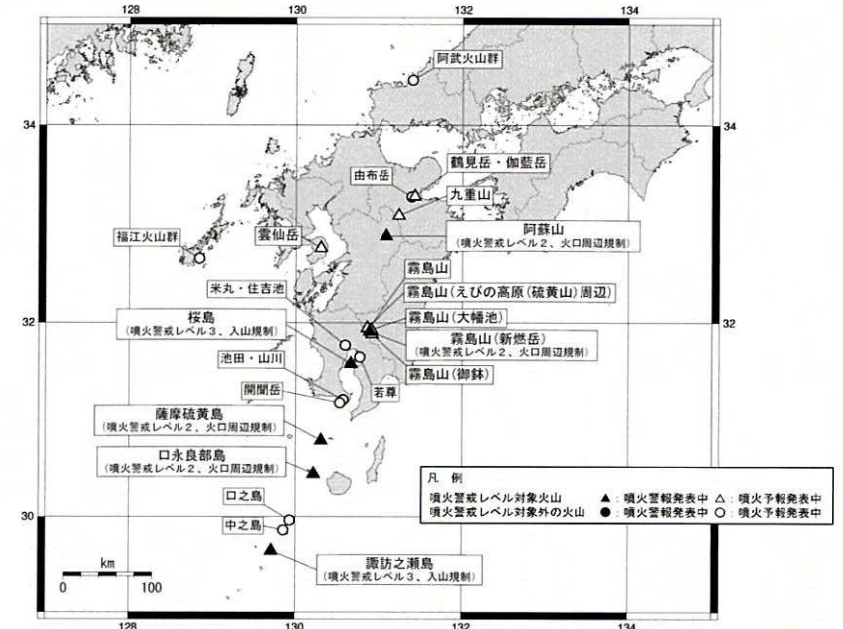 128
130
132
134
阿武火山群
34
34
鶴見岳・伽藍岳
由布岳
九重山
阿蘇山
(噴火警戒レベル2、火口周辺規制)
福江火山群
雲仙岳
霧島山
米丸・住吉池
霧島山(えびの高原(硫黄山)周辺)
桜島
(噴火警戒レベル3、入山規制)
32
32
霧島山(大幡池)
霧島山(新燃岳)
(噴火警戒レベル2、火口周辺規制)
池田・山川
霧島山(御鉢)
開聞岳
若尊
薩摩硫黄島
(噴火警戒レベル2、火口周辺規制)
口永良部島
(噴火警戒レベル2、火口周辺規制)
凡 例
噴火警戒レベル対象火山 ▲:噴火警報発表中 △:噴火予報発表中
噴火警戒レベル対象外の火山 ●:噴火警報発表中 ○:噴火予報発表中
口之島
30
30
中之島
諏訪之瀬島
(噴火警戒レベル3、入山規制)
km
0 100
128
130
132
134